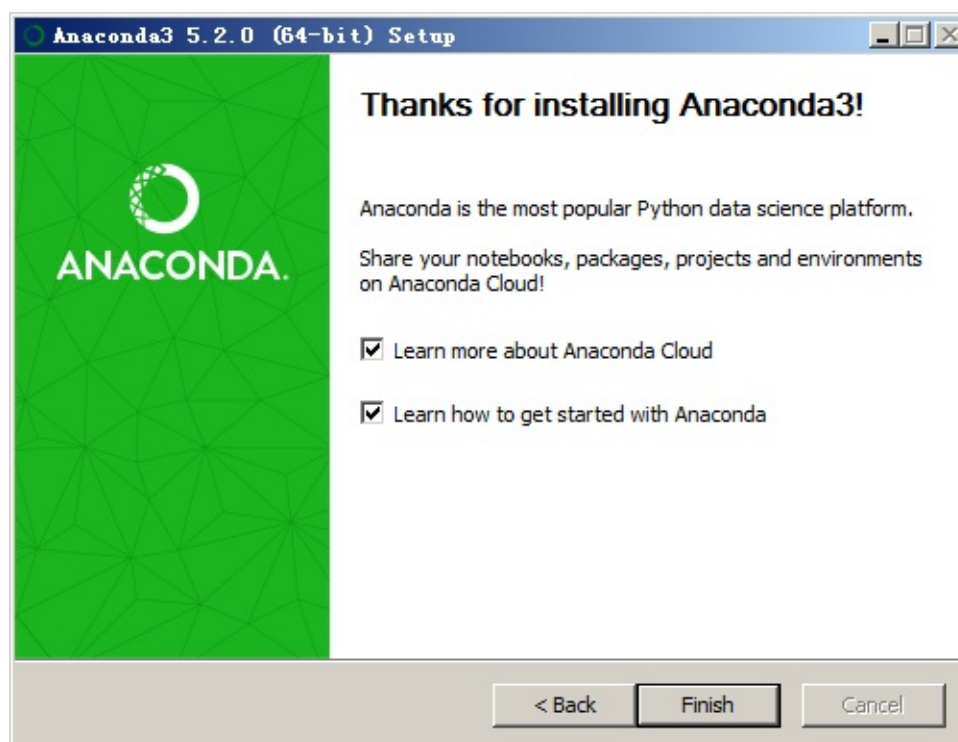 Anaconda3 5.2.0 (64-bit) Setup
ANACONDA.
Thanks for installing Anaconda3!
Anaconda is the most popular Python data science platform.
Share your notebooks, packages, projects and environments
on Anaconda Cloud!
Learn more about Anaconda Cloud
Learn how to get started with Anaconda
< Back
Finish
Cancel